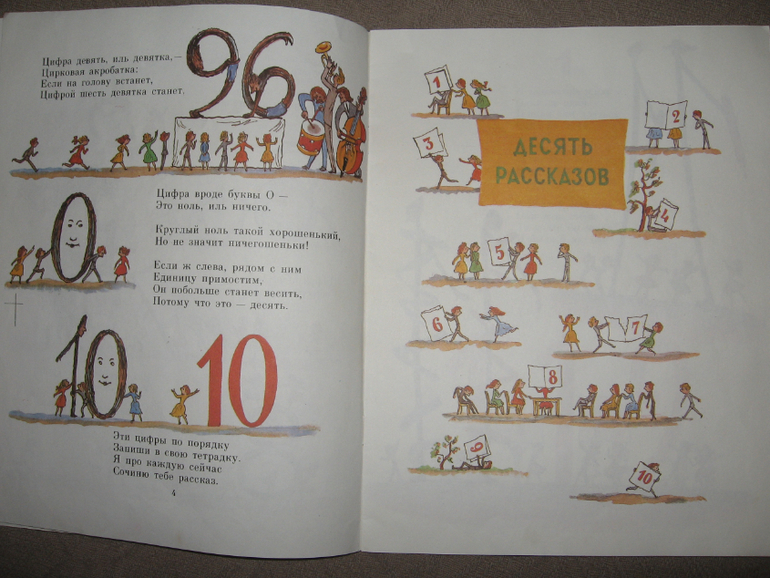 96
Цифра девять, иль девятка,—
Цирковая акробатка:
Если на голову встанет,
Цифрой шесть девятка станет.
Цифра вроде буквы О —
Это ноль, иль ничего.
Круглый ноль такой хорошенький,
Но не значит ничегошеньки!
Если ж слева, рядом с ним
Единицу примостим,
Он побольше станет весить,
Потому что это — десять.
0
10
10
Эти цифры по порядку
Запиши в свою тетрадку.
Я про каждую сейчас
Сочиню тебе рассказ.
4
1
2
3
ДЕСЯТЬ
РАССКАЗОВ
4
5
6
7
8
9
10